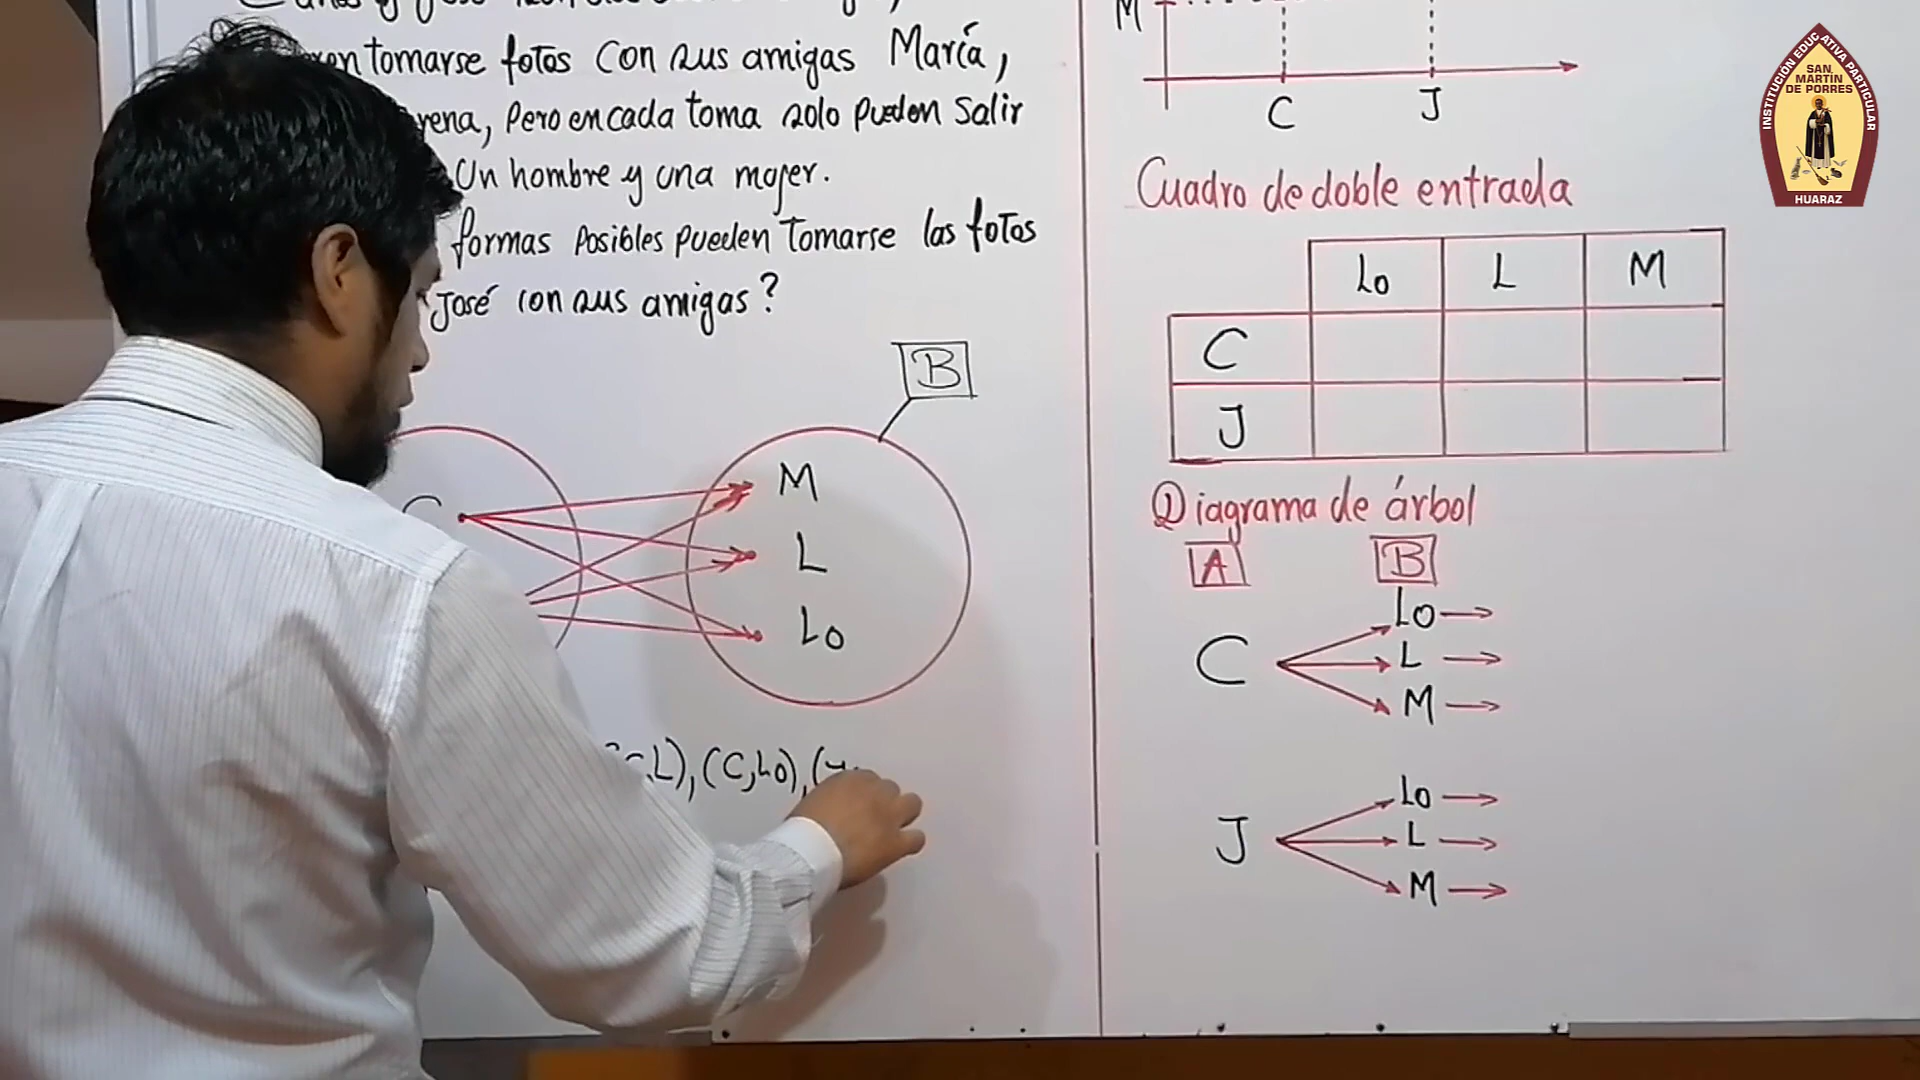 tomarse fotos con sus amigas María,
Pero en cada toma solo pueden salir
Un hombre y una mujer.
formas Posibles pueden tomarse las fotos
José con sus amigas?
B
C
M
L
Lo
,L), (C,Lo), (
M
C J
Cuadro de doble entrada
Lo L M
C
J
Diagrama de árbol
A B
Lo
C L
M
Lo
J L
M
INSTITUCIÓN EDUCATIVA PARTICULAR
SAN
MARTIN
DE PORRES
HUARAZ